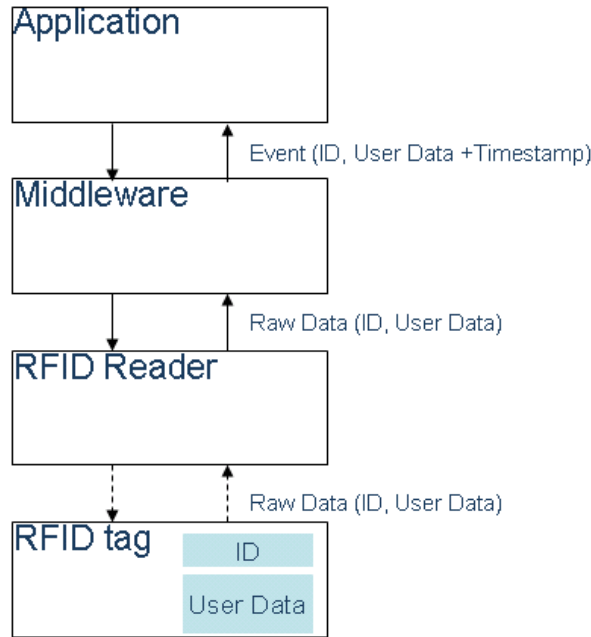 Application
Event (ID, User Data +Timestamp)
Middleware
Raw Data (ID, User Data)
RFID Reader
Raw Data (ID, User Data)
RFID tag
ID
User Data